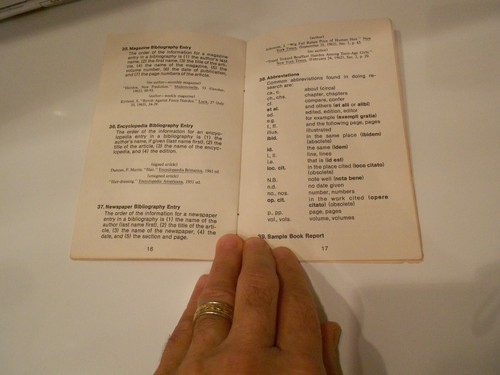 35. Magazine Bibliography Entry
The order of the information for a magazine
entry in a bibliography is (1) the author's last
name, (2) the first name, (3) the title of the
article, (4) the name of the magazine, (5) the
volume number, (6) the date of publication,
and (7) the page numbers of the article.
36. Encyclopedia Bibliography Entry
The order of information for an encyclo-
pedia entry in a bibliography is (1) the
author's name, if given (last name first), (2) the
title of the article, (3) the name of the encyclo-
pedia, and (4) the edition.
(signed article)
(unsigned article)
37. Newspaper Bibliography Entry
The order of the information for a newspaper
entry in a bibliography is (1) the name of the
author (last name first), (2) the title of the arti-
cle, (3) the name of the newspaper, (4) the
date, and (5) the section and page.
16
38. Abbreviations
Common abbreviations found in doing re-
search are:
about
chapter, chapters
cf. compare, confer
et al. and others (et alii or alibi)
ed. edited, edition, editor
e.g. for example (exempli gratia)
f., ff. and the following page, pages
illus. illustrated
ibid. in the same place (ibidem)
(obsolete)
id. the same (idem)
l., ll. line, lines
i.e. that is (id est)
loc. cit. in the place cited (loco citato)
(obsolete)
N.B. note well (nota bene)
n.d. no date given
no., nos. number, numbers
op. cit. in the work cited (opere
citato) (obsolete)
p., pp. page, pages
vol., vols. volume, volumes
39. Sample Book Report
17